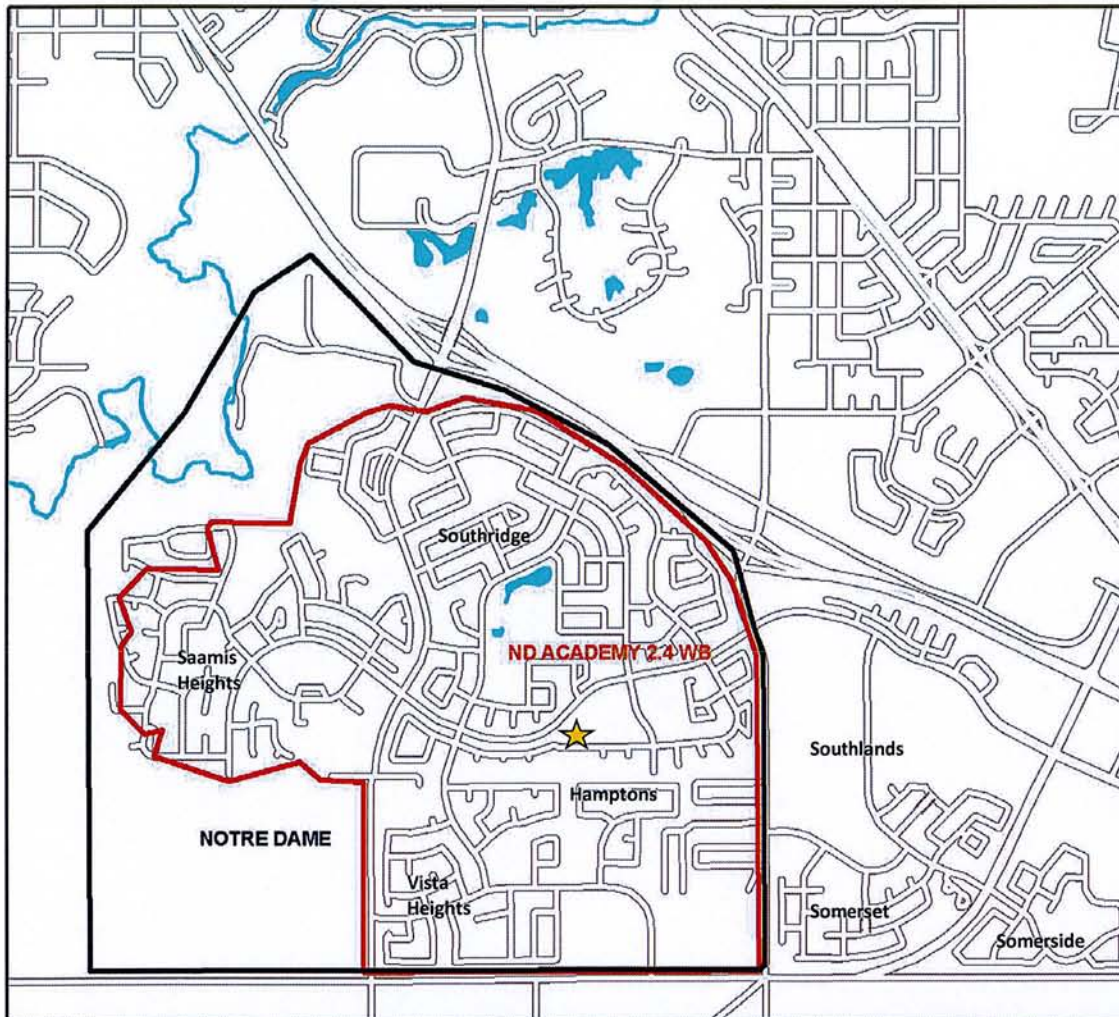 Southridge
ND ACADEMY 2.4 WB
Saamis
Heights
Southlands
Hamptons
NOTRE DAME
Vista
Heights
Somerset
Somerside